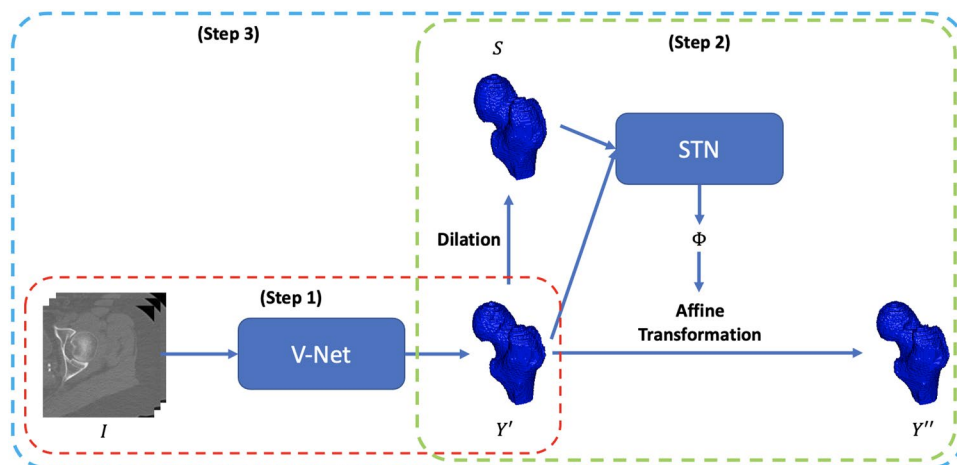 (Step 3)
S
(Step 2)
STN
Dilation
Φ
(Step 1)
Affine
Transformation
V-Net
I
Y′
Y′′